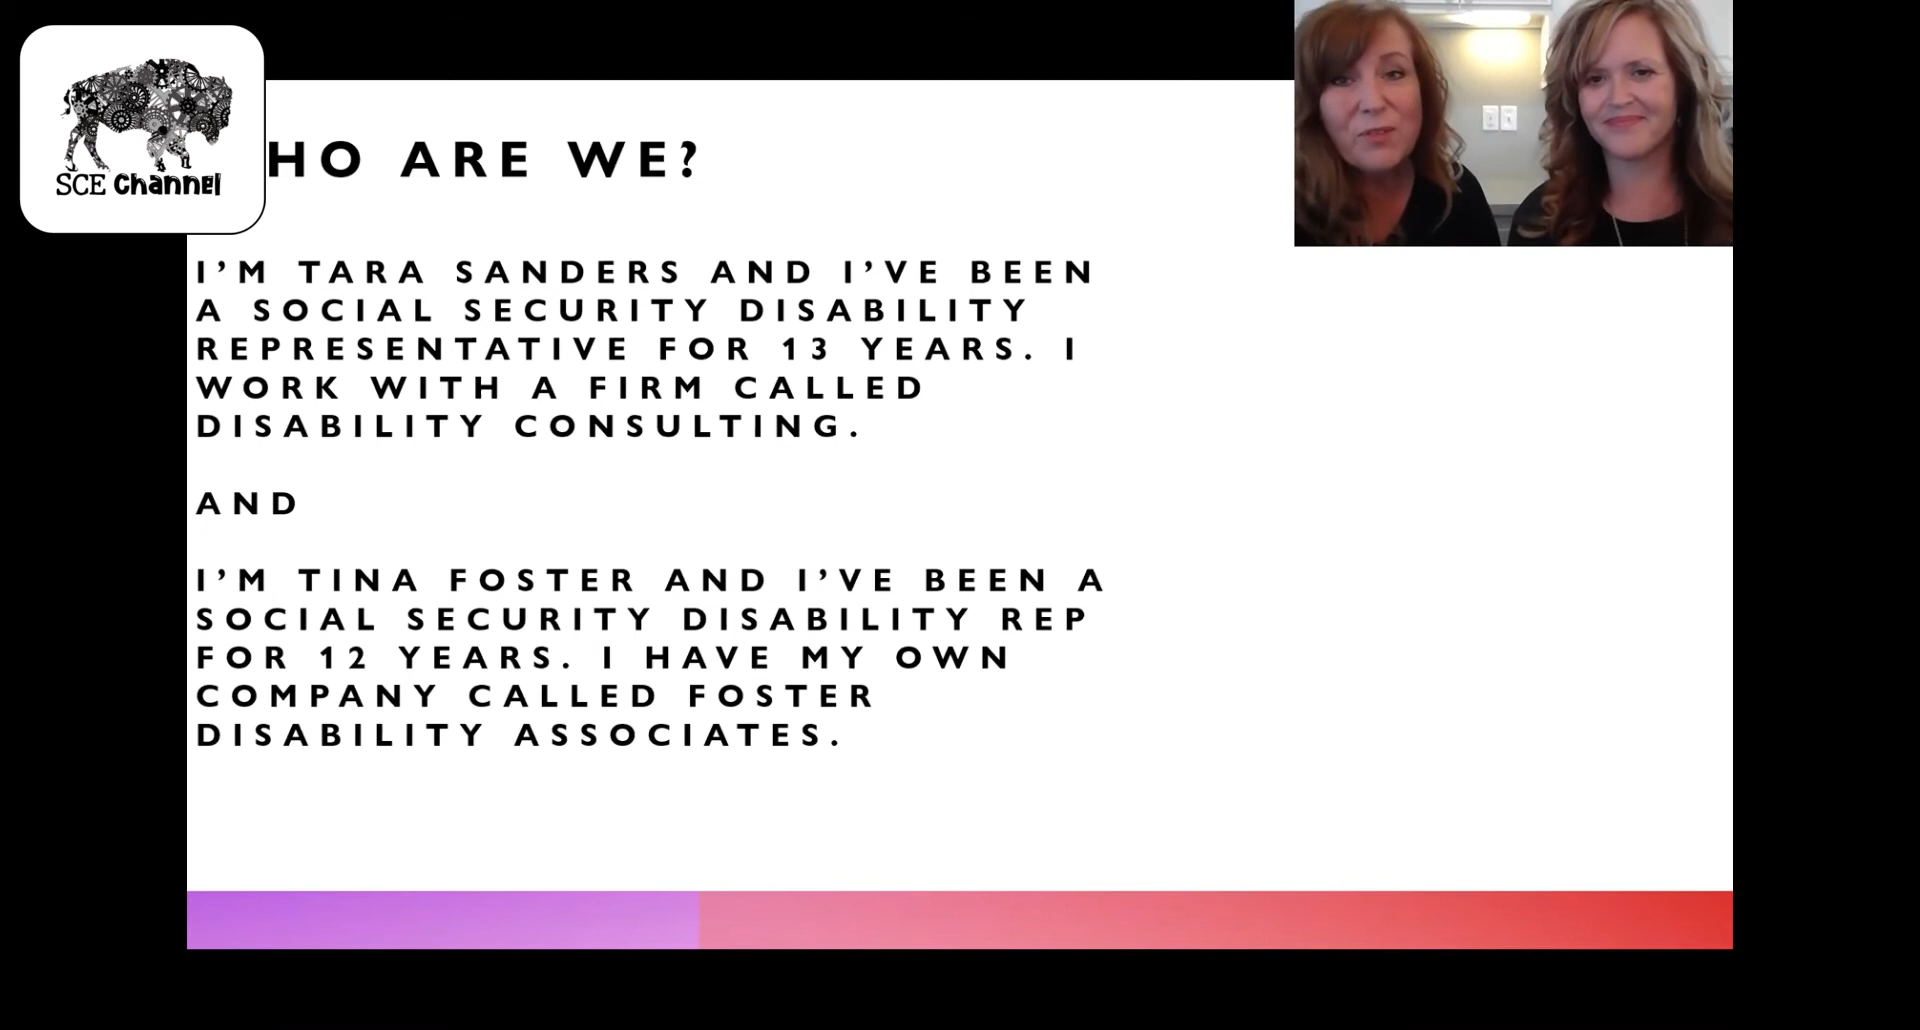 SCE Channel
HO ARE WE?
I'M TARA SANDERS AND I'VE BEEN
A SOCIAL SECURITY DISABILITY
REPRESENTATIVE FOR 13 YEARS. I
WORK WITH A FIRM CALLED
DISABILITY CONSULTING.
AND
I'M TINA FOSTER AND I'VE BEEN A
SOCIAL SECURITY DISABILITY REP
FOR 12 YEARS. I HAVE MY OWN
COMPANY CALLED FOSTER
DISABILITY ASSOCIATES.